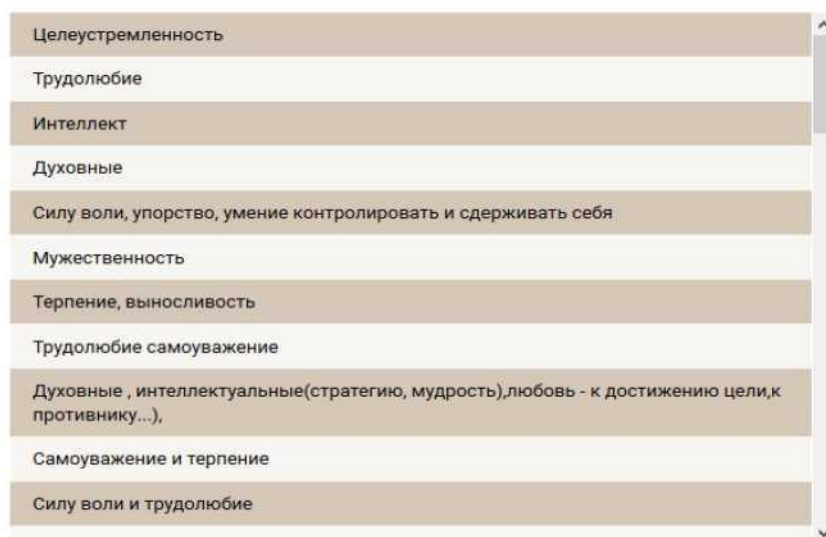 Целеустремленность
Трудолюбие
Интеллект
Духовные
Силу воли, упорство, умение контролировать и сдерживать себя
Мужественность
Терпение, выносливость
Трудолюбие самоуважение
Духовные , интеллектуальные(стратегию, мудрость),любовь - к достижению цели,к
противнику...),
Самоуважение и терпение
Силу воли и трудолюбие